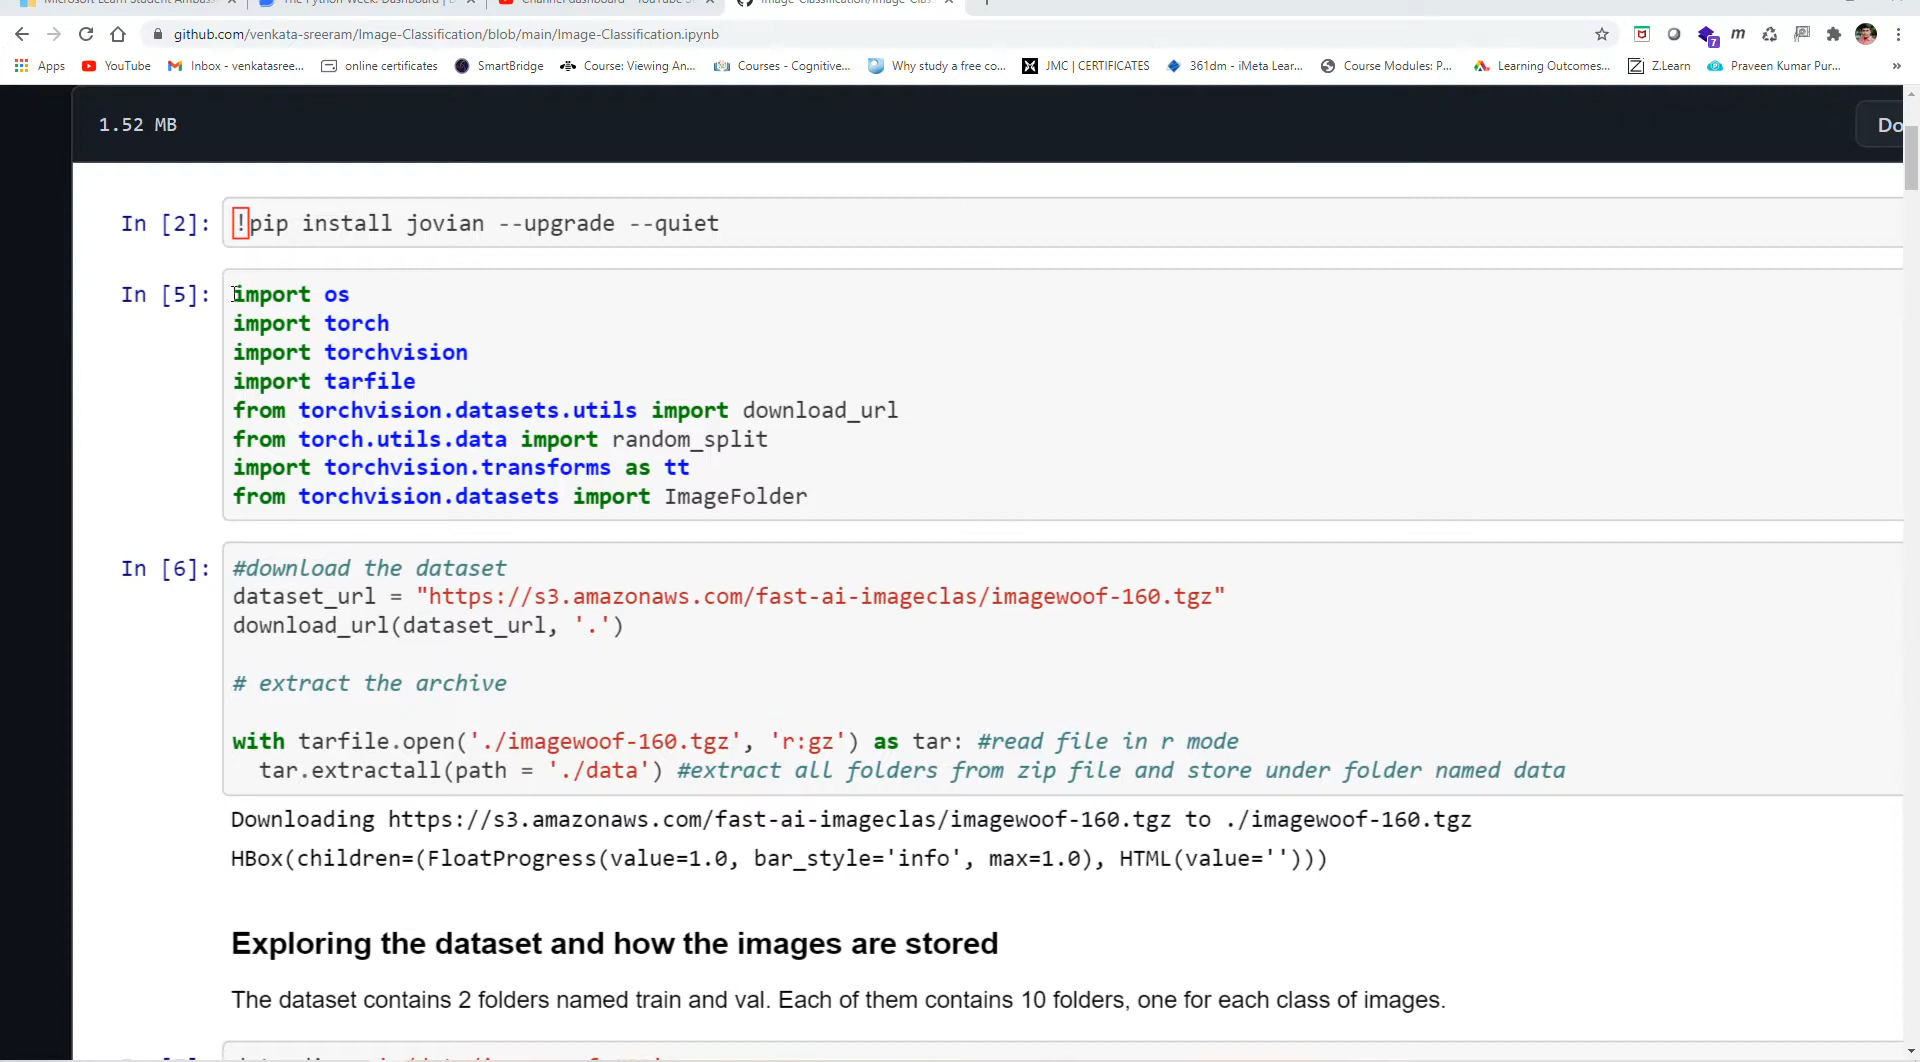 Channel dashboard - YouTube S
github.com/venkata-sreeram/Image-Classification/blob/main/Image-Classification.ipynb
7
m
Apps
YouTube
Inbox - venkatasree...
online certificates
SmartBridge
Course: Viewing An...
Courses - Cognitive...
Why study a free co...
JMC | CERTIFICATES
361dm - iMeta Lear...
Course Modules: P...
Learning Outcomes...
Z.Learn
Praveen Kumar Pur...
»
1.52 MB
Do
In [2]: !pip install jovian --upgrade --quiet
In [5]: import os
import torch
import torchvision
import tarfile
from torchvision.datasets.utils import download_url
from torch.utils.data import random_split
import torchvision.transforms as tt
from torchvision.datasets import ImageFolder
In [6]: #download the dataset
dataset_url = "https://s3.amazonaws.com/fast-ai-imageclas/imagewoof-160.tgz"
download_url(dataset_url, '.')
# extract the archive
with tarfile.open('./imagewoof-160.tgz', 'r:gz') as tar: #read file in r mode
tar.extractall(path = './data') #extract all folders from zip file and store under folder named data
Downloading https://s3.amazonaws.com/fast-ai-imageclas/imagewoof-160.tgz to ./imagewoof-160.tgz
HBox(children=(FloatProgress(value=1.0, bar_style='info', max=1.0), HTML(value='')))
Exploring the dataset and how the images are stored
The dataset contains 2 folders named train and val. Each of them contains 10 folders, one for each class of images.